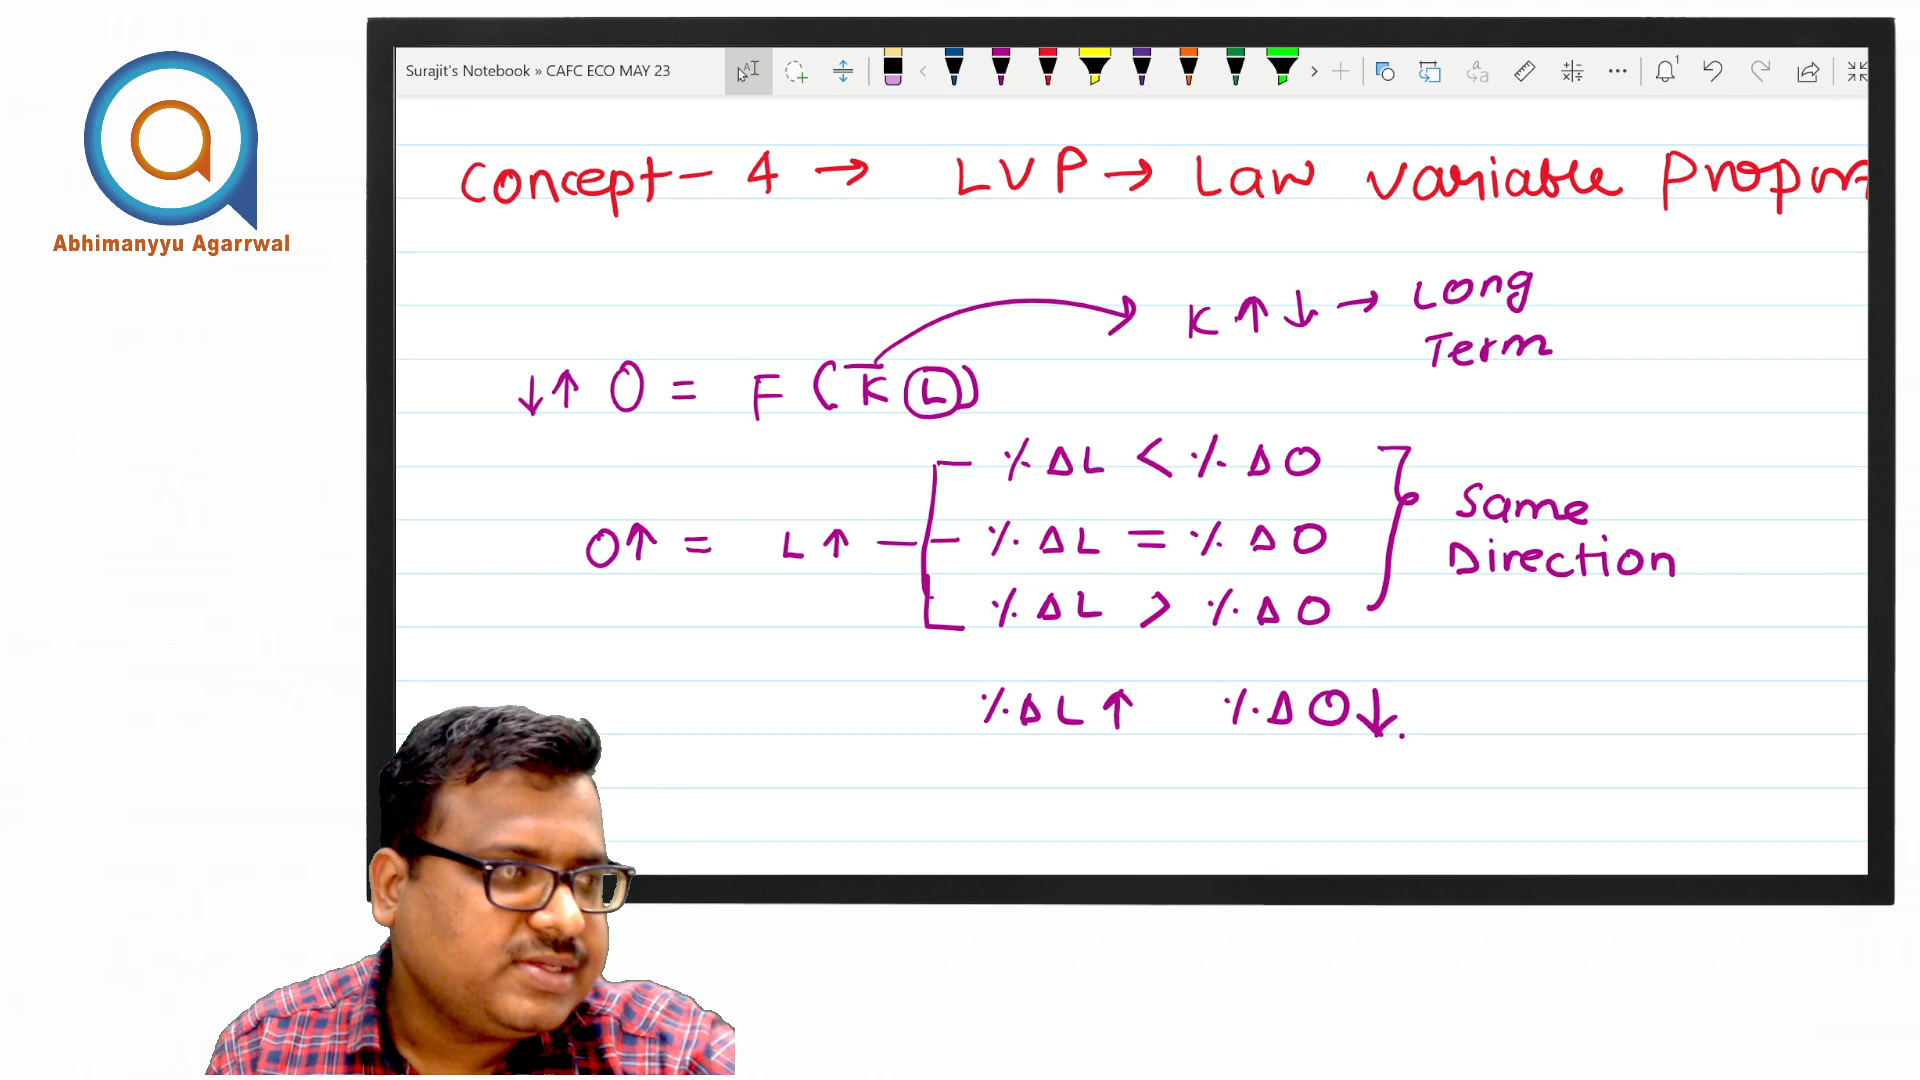 Abhimanyyu Agarrwal
Surajit's Notebook » CAFC ECO MAY 23
Concept - 4 → LVP → Law variable Propor
K ↑ ↓ → Long Term
↓↑ O = F (K̅ L)
% Δ L < % Δ O
O↑ = L ↑ — % Δ L = % Δ O
% Δ L > % Δ O
Same
Direction
% Δ L ↑ % Δ O ↓.